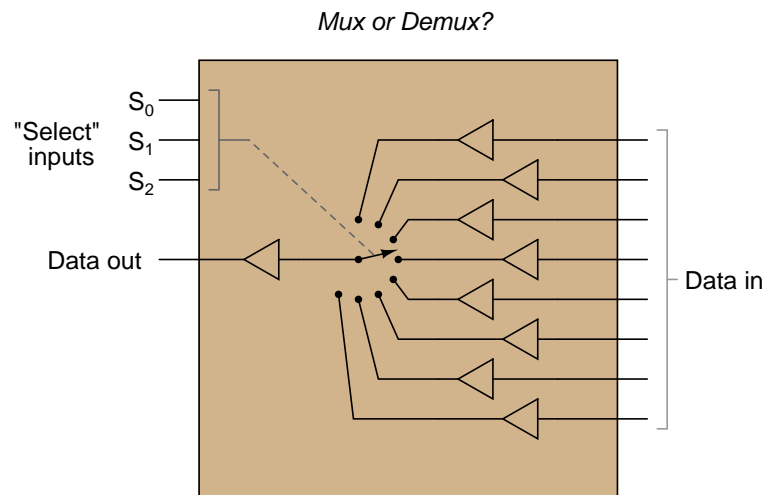 Mux or Demux?
S0
"Select"
inputs
S1
S2
Data out
Data in